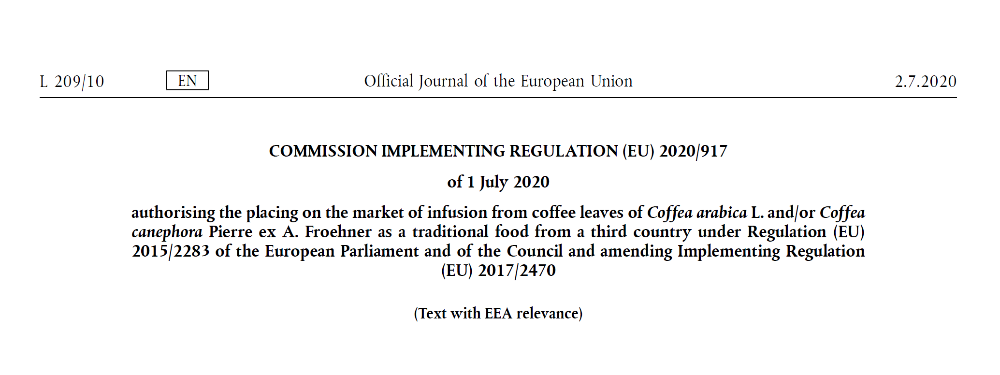 L 209/10 EN Official Journal of the European Union 2.7.2020
COMMISSION IMPLEMENTING REGULATION (EU) 2020/917
of 1 July 2020
authorising the placing on the market of infusion from coffee leaves of Coffea arabica L. and/or Coffea
canephora Pierre ex A. Froehner as a traditional food from a third country under Regulation (EU)
2015/2283 of the European Parliament and of the Council and amending Implementing Regulation
(EU) 2017/2470
(Text with EEA relevance)